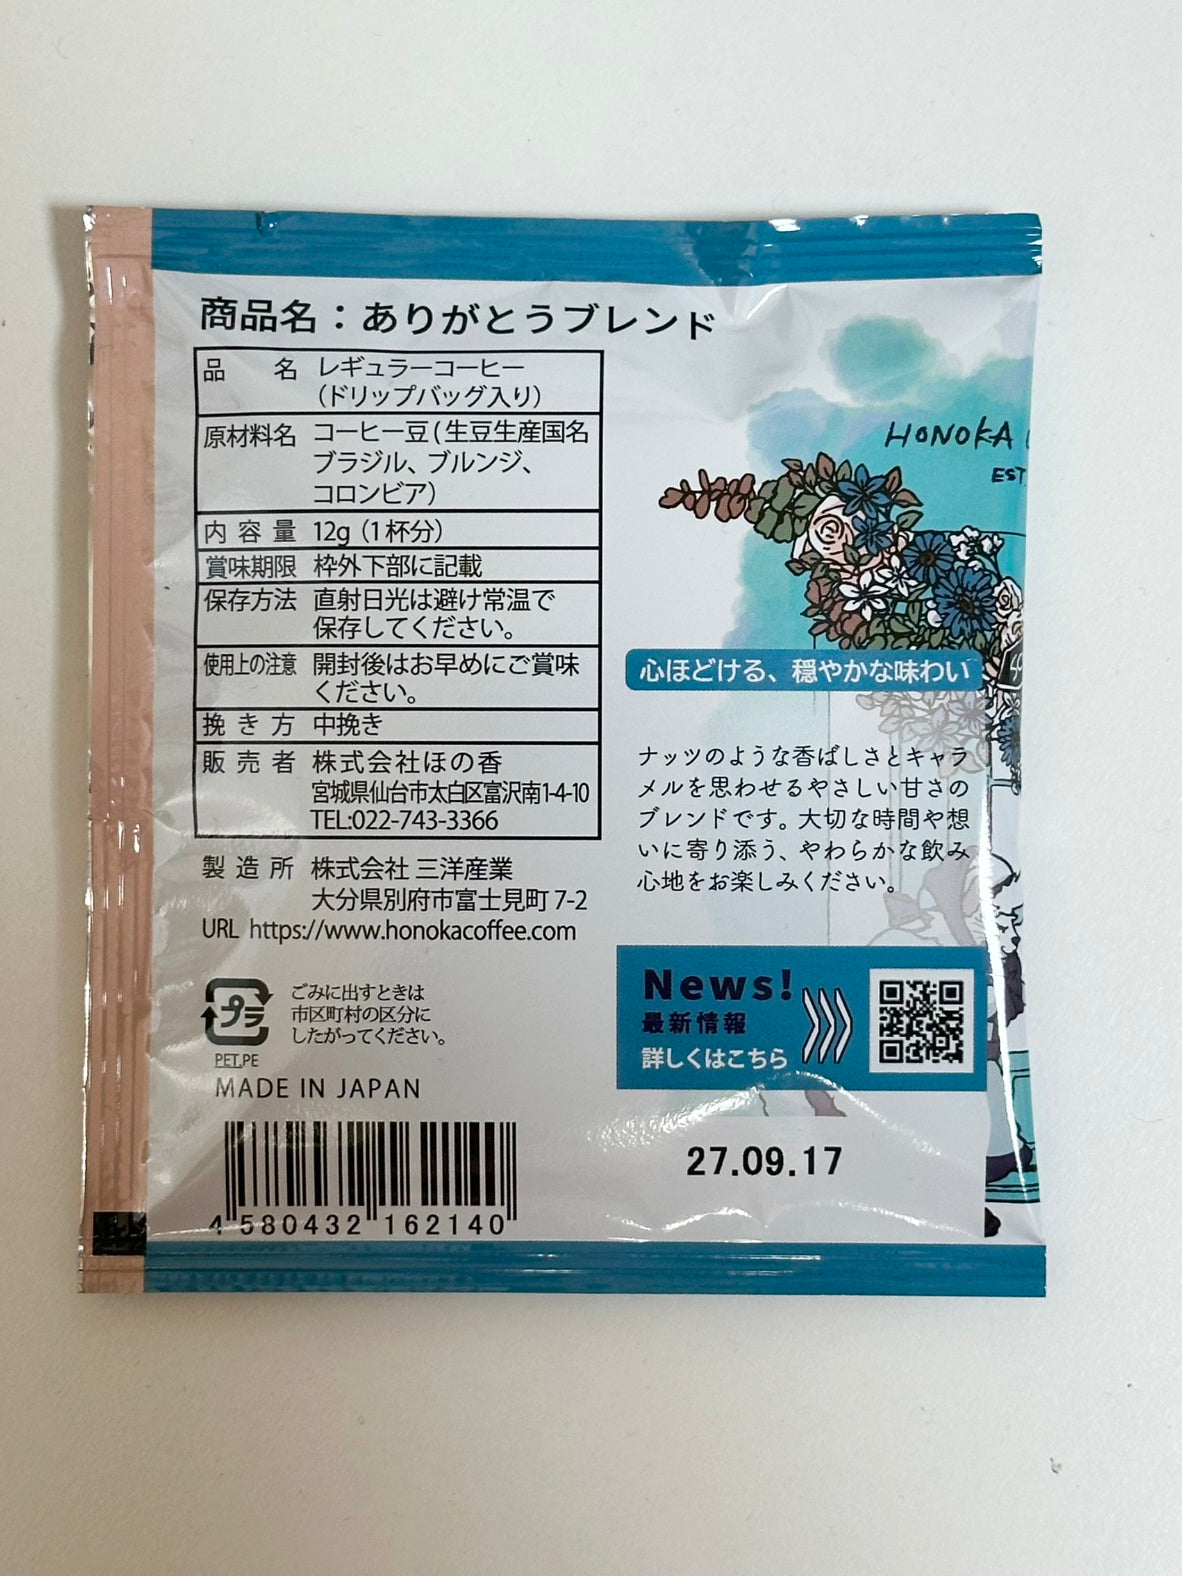 商品名：ありがとうブレンド
品名 レギュラーコーヒー
（ドリップバッグ入り）
原材料名 コーヒー豆（生豆生産国名
ブラジル、ブルンジ、
コロンビア）
内容量 12g（1杯分）
賞味期限 枠外下部に記載
保存方法 直射日光は避け常温で
保存してください。
使用上の注意 開封後はお早めにご賞味
ください。
挽き方 中挽き
販売者 株式会社ほの香
宮城県仙台市太白区富沢南1-4-10
TEL:022-743-3366
製造所 株式会社 三洋産業
大分県別府市富士見町 7-2
URL https://www.honokacoffee.com
プラ
ごみに出すときは
市区町村の区分に
したがってください。
PET,PE
MADE IN JAPAN
4 580432 162140
HONOKA
EST
心ほどける、穏やかな味わい
ナッツのような香ばしさとキャラ
メルを思わせるやさしい甘さの
ブレンドです。大切な時間や想
いに寄り添う、やわらかな飲み
心地をお楽しみください。
News!
最新情報
詳しくはこちら
27.09.17